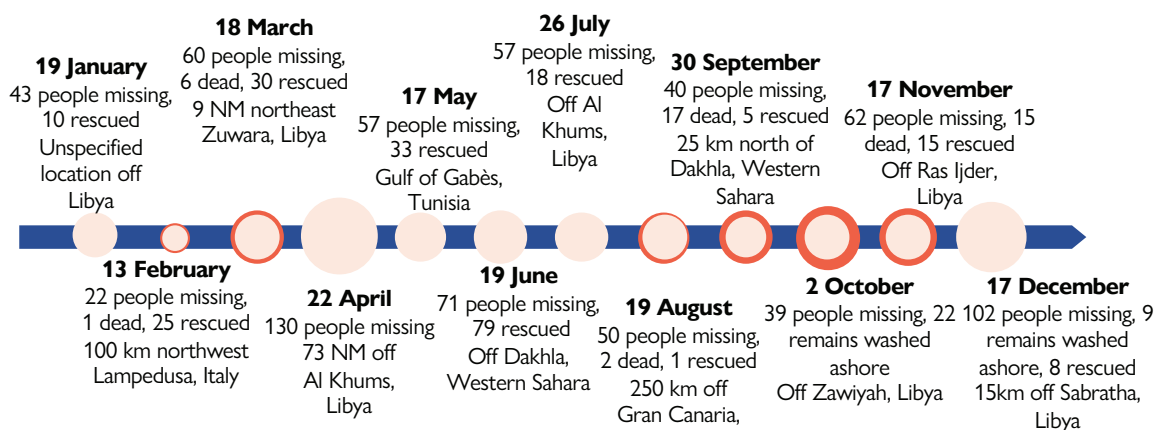 19 January
43 people missing,
10 rescued
Unspecified
location off
Libya
13 February
22 people missing,
1 dead, 25 rescued
100 km northwest
Lampedusa, Italy
18 March
60 people missing,
6 dead, 30 rescued
9 NM northeast
Zuwara, Libya
22 April
130 people missing
73 NM off
Al Khums,
Libya
17 May
57 people missing,
33 rescued
Gulf of Gabès,
Tunisia
19 June
71 people missing,
79 rescued
Off Dakhla,
Western Sahara
26 July
57 people missing,
18 rescued
Off Al
Khums,
Libya
19 August
50 people missing,
2 dead, 1 rescued
250 km off
Gran Canaria,
30 September
40 people missing,
17 dead, 5 rescued
25 km north of
Dakhla, Western
Sahara
2 October
39 people missing, 22
remains washed
ashore
Off Zawiyah, Libya
17 November
62 people missing, 15
dead, 15 rescued
Off Ras Ijder,
Libya
17 December
102 people missing, 9
remains washed
ashore, 8 rescued
15km off Sabratha,
Libya